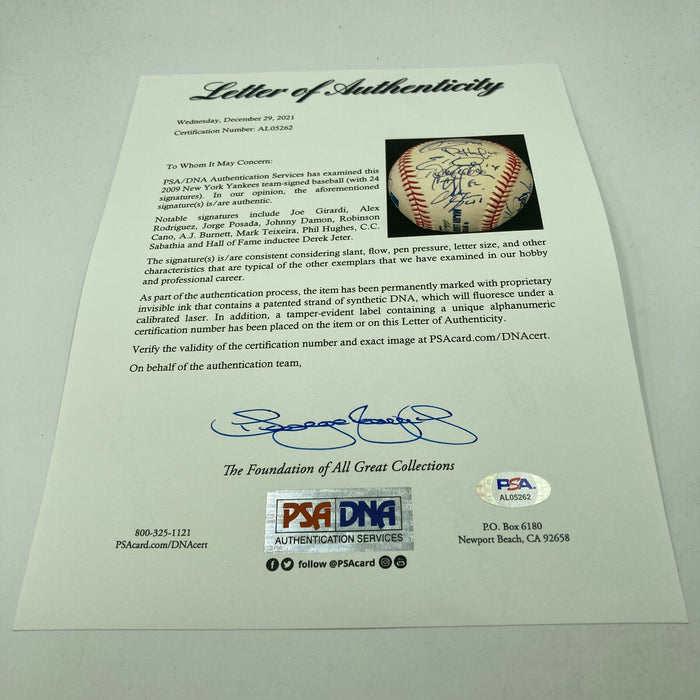 Letter of Authenticity
Wednesday, December 29, 2021
Certification Number: AL05262
To Whom It May Concern:
PSA/DNA Authentication Services has examined this
2009 New York Yankees team-signed baseball (with 24
signatures). In our opinion, the aforementioned
signature(s) is/are authentic.
Notable signatures include Joe Girardi, Alex
Rodriguez, Jorge Posada, Johnny Damon, Robinson
Cano, A.J. Burnett, Mark Teixeira, Phil Hughes, C.C.
Sabathia and Hall of Fame inductee Derek Jeter.
The signature(s) is/are consistent considering slant, flow, pen pressure, letter size, and other
characteristics that are typical of the other exemplars that we have examined in our hobby
and professional career.
As part of the authentication process, the item has been permanently marked with proprietary
invisible ink that contains a patented strand of synthetic DNA, which will fluoresce under a
calibrated laser. In addition, a tamper-evident label containing a unique alphanumeric
certification number has been placed on the item or on this Letter of Authenticity.
Verify the validity of the certification number and exact image at PSAcard.com/DNAcert.
On behalf of the authentication team,
The Foundation of All Great Collections
PSA
AL05262
PSA DNA
AUTHENTICATION SERVICES
800-325-1121
PSAcard.com/DNAcert
P.O. Box 6180
Newport Beach, CA 92658
follow @PSAcard